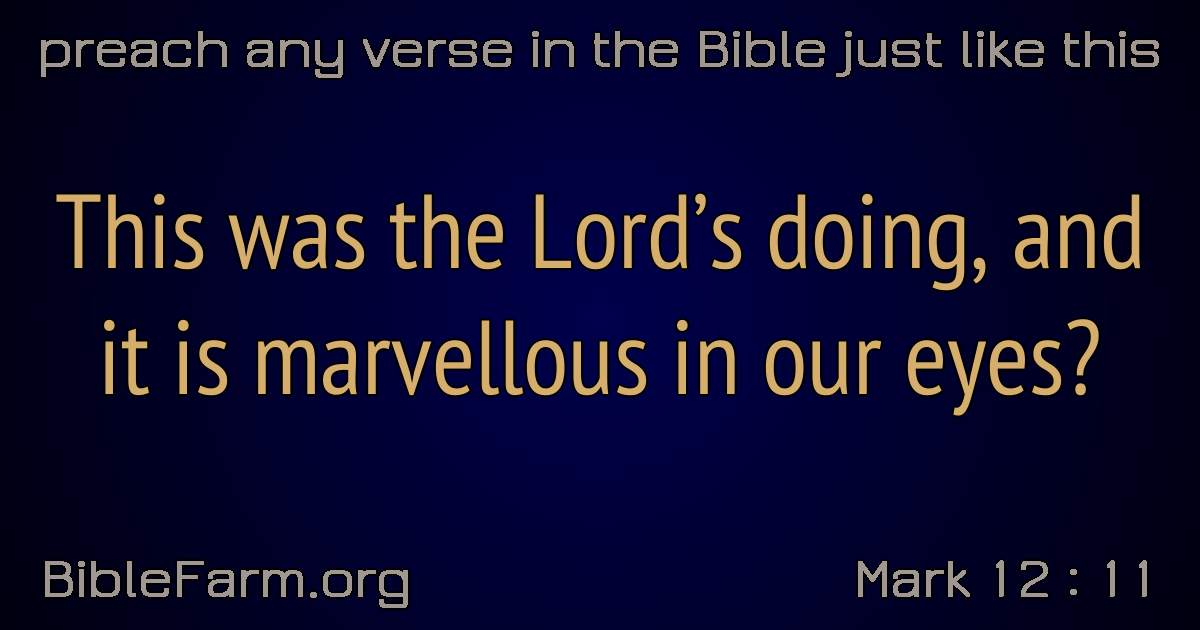 preach any verse in the Bible just like this
This was the Lord’s doing, and
it is marvellous in our eyes?
BibleFarm.org
Mark 12 : 11